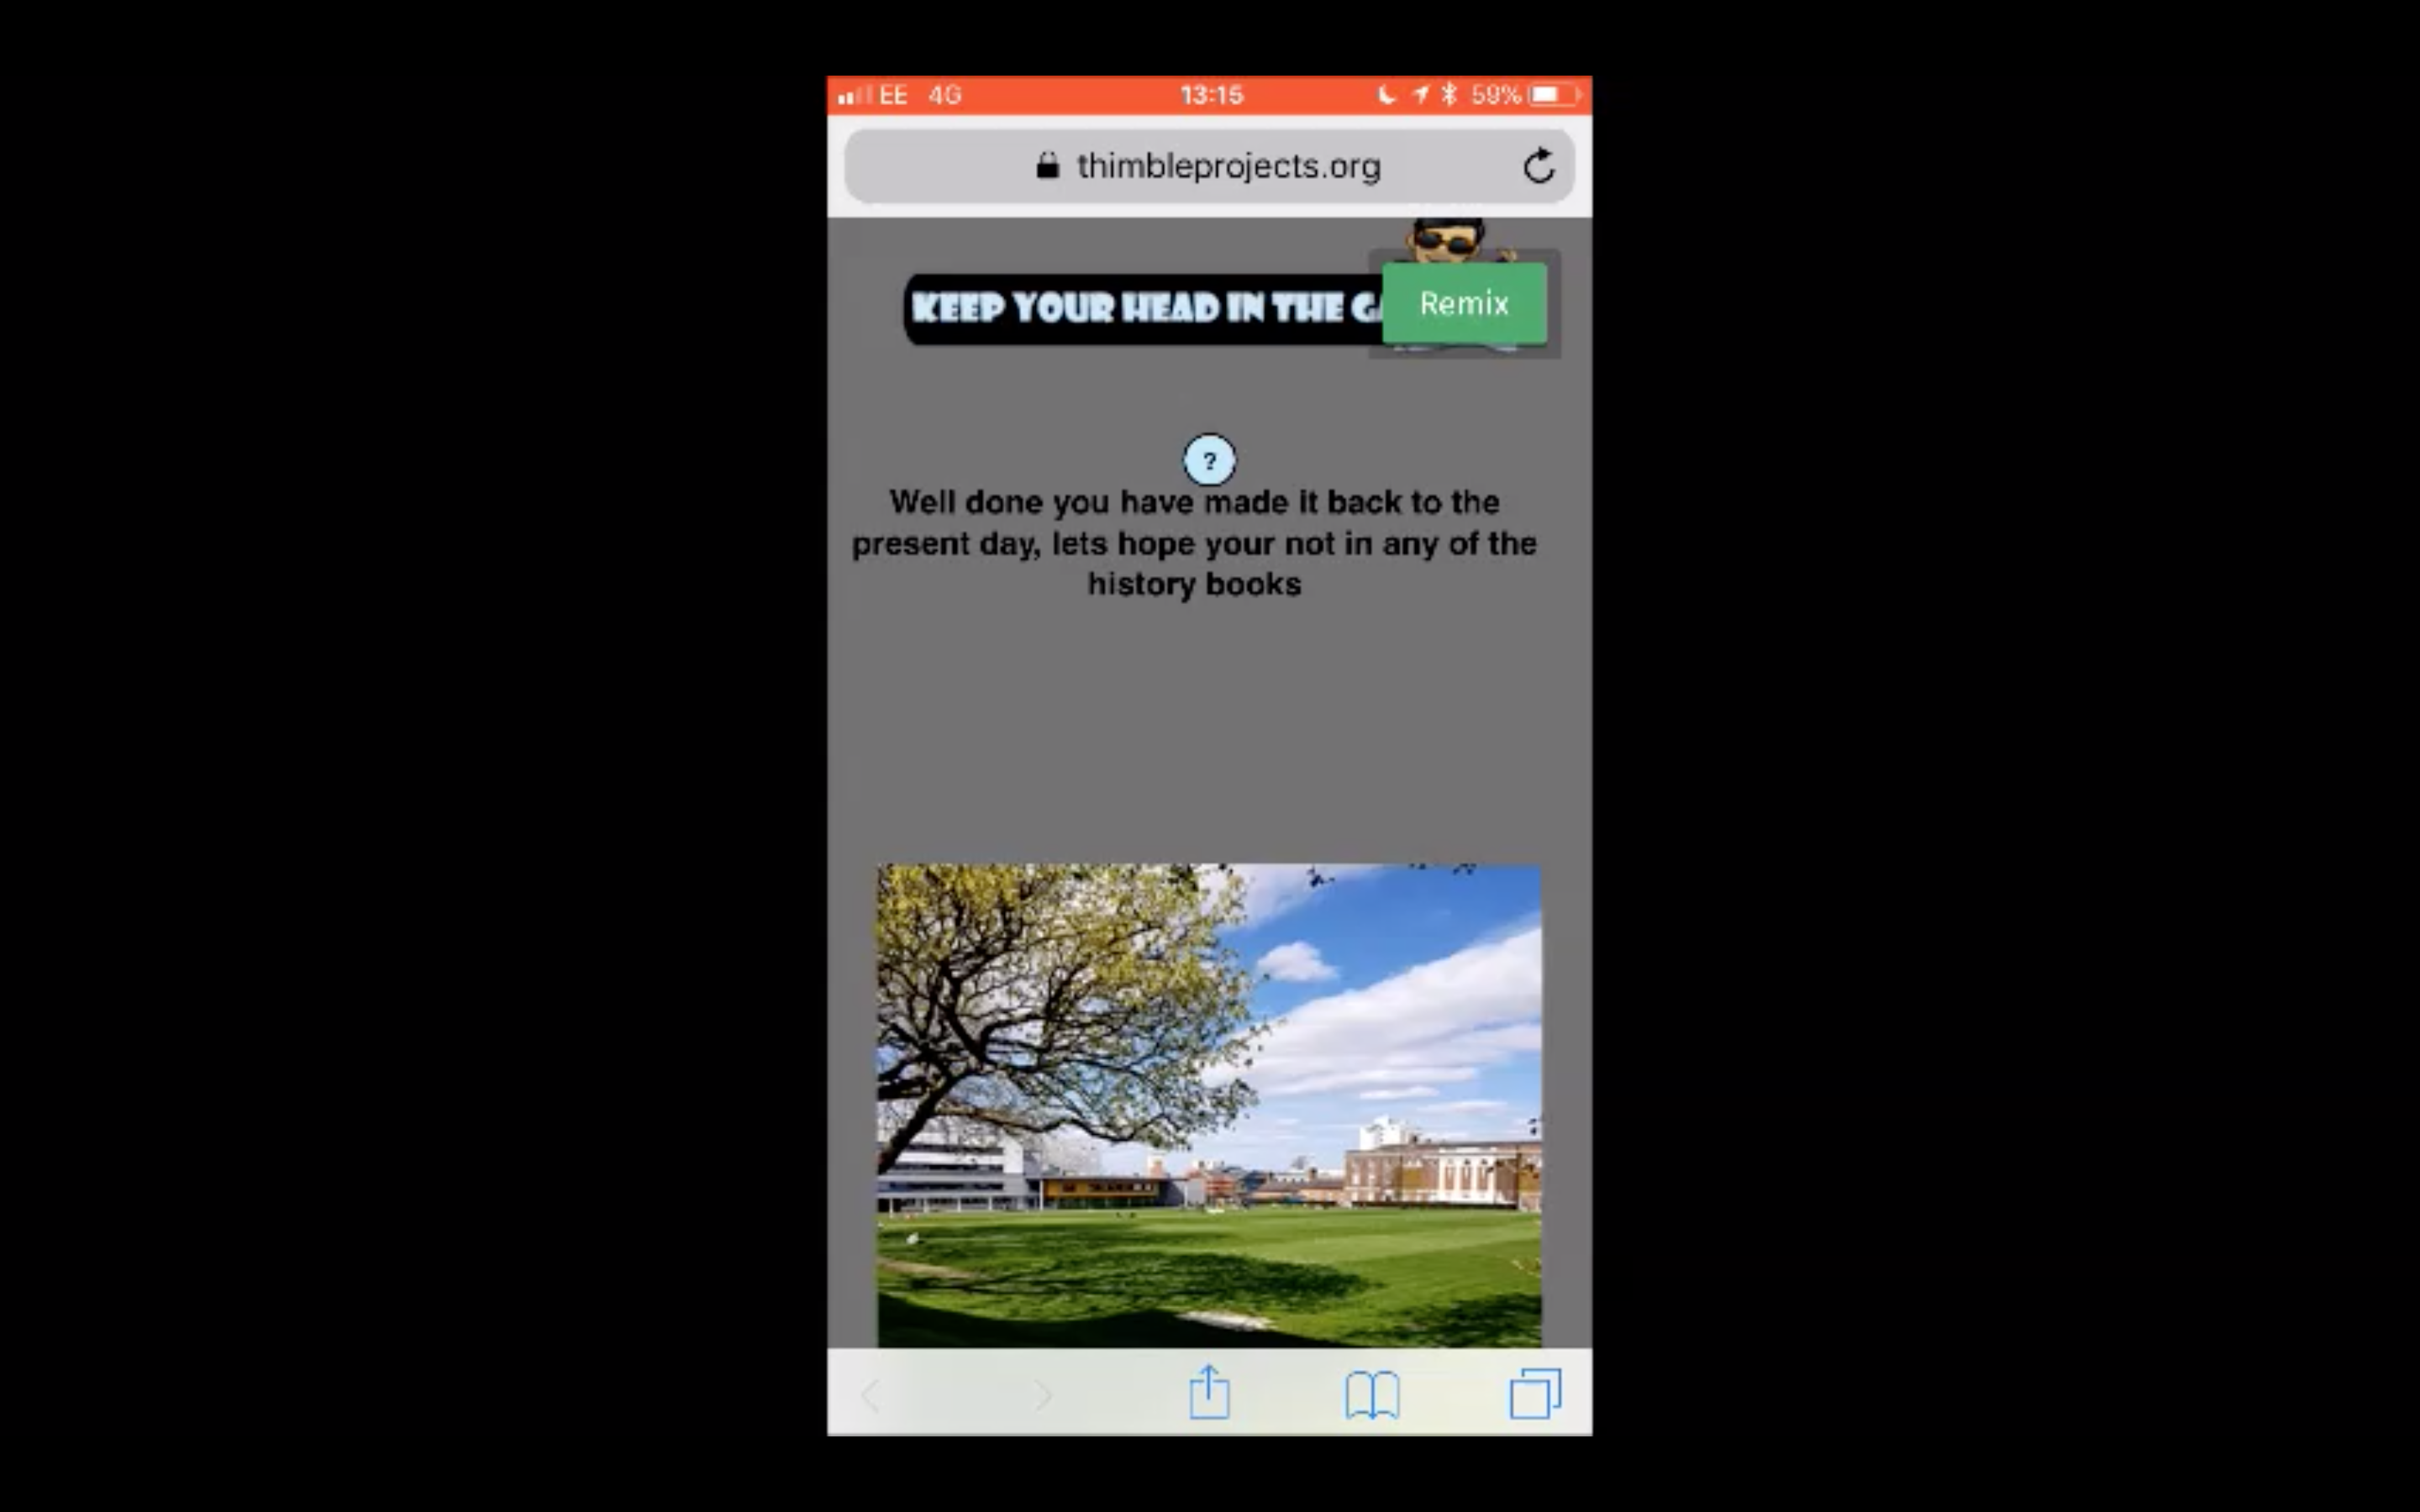 EE 4G 13:15 59%
thimbleprojects.org
KEEP YOUR HEAD IN THE
Remix
?
Well done you have made it back to the
present day, lets hope your not in any of the
history books